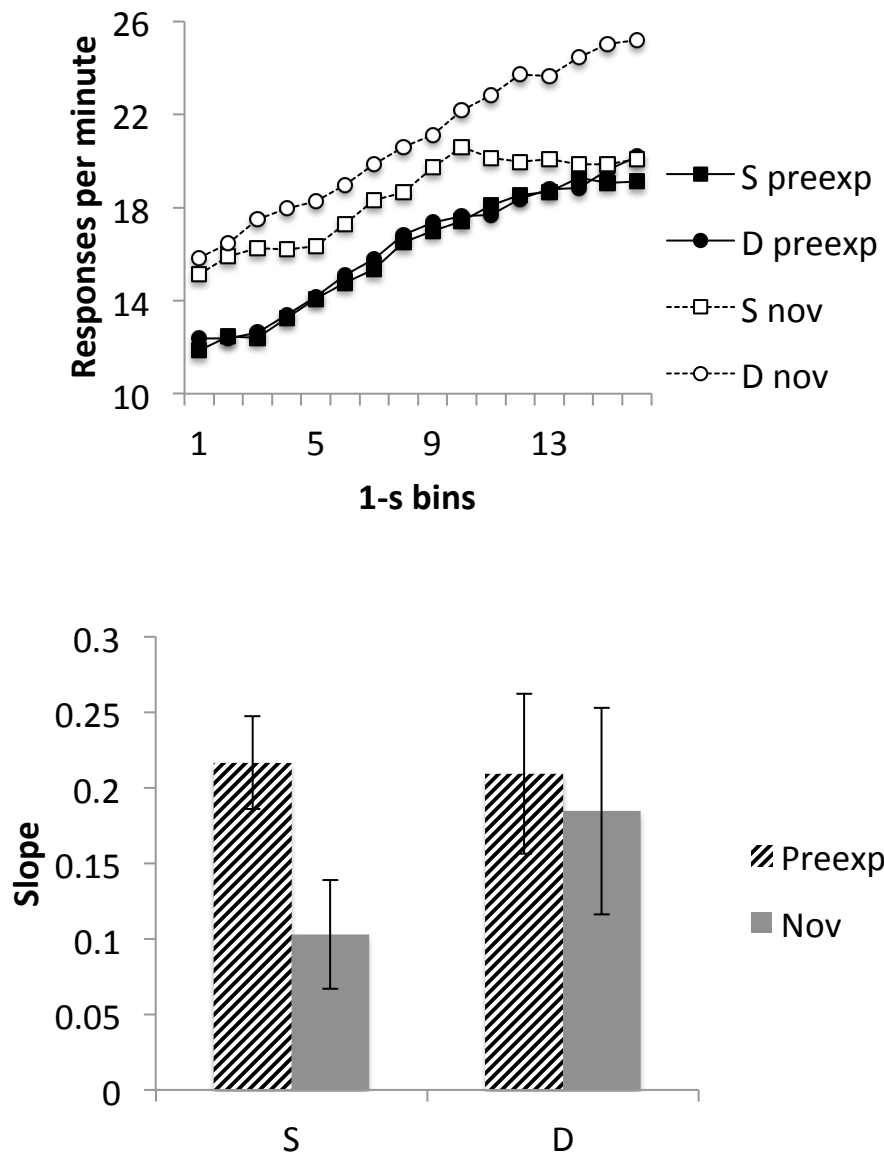 Responses per minute
26
22
18
14
10
1 5 9 13
1-s bins
S preexp
D preexp
S nov
D nov
Slope
0.3
0.25
0.2
0.15
0.1
0.05
0
S D
Preexp
Nov